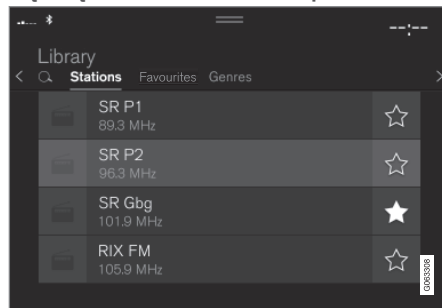 --:--
Library
Stations Favourites Genres
SR P1
89.3 MHz
SR P2
96.3 MHz
SR Gbg
101.9 MHz
RIX FM
105.9 MHz
G063308